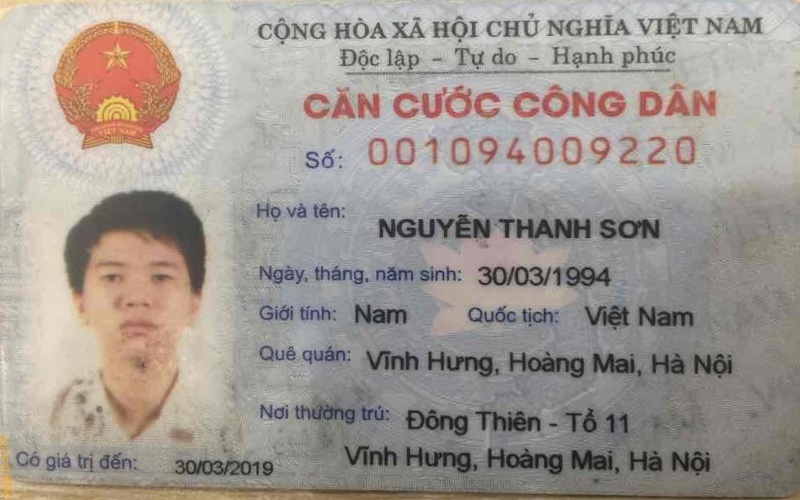 CỘNG HÒA XÃ HỘI CHỦ NGHĨA VIỆT NAM
Độc lập - Tự do - Hạnh phúc
CĂN CƯỚC CÔNG DÂN
Số: 001094009220
Họ và tên: NGUYỄN THANH SƠN
Ngày, tháng, năm sinh: 30/03/1994
Giới tính: Nam Quốc tịch: Việt Nam
Quê quán: Vĩnh Hưng, Hoàng Mai, Hà Nội
Nơi thường trú: Đông Thiên - Tổ 11
Vĩnh Hưng, Hoàng Mai, Hà Nội
Có giá trị đến: 30/03/2019
VIỆT NAM